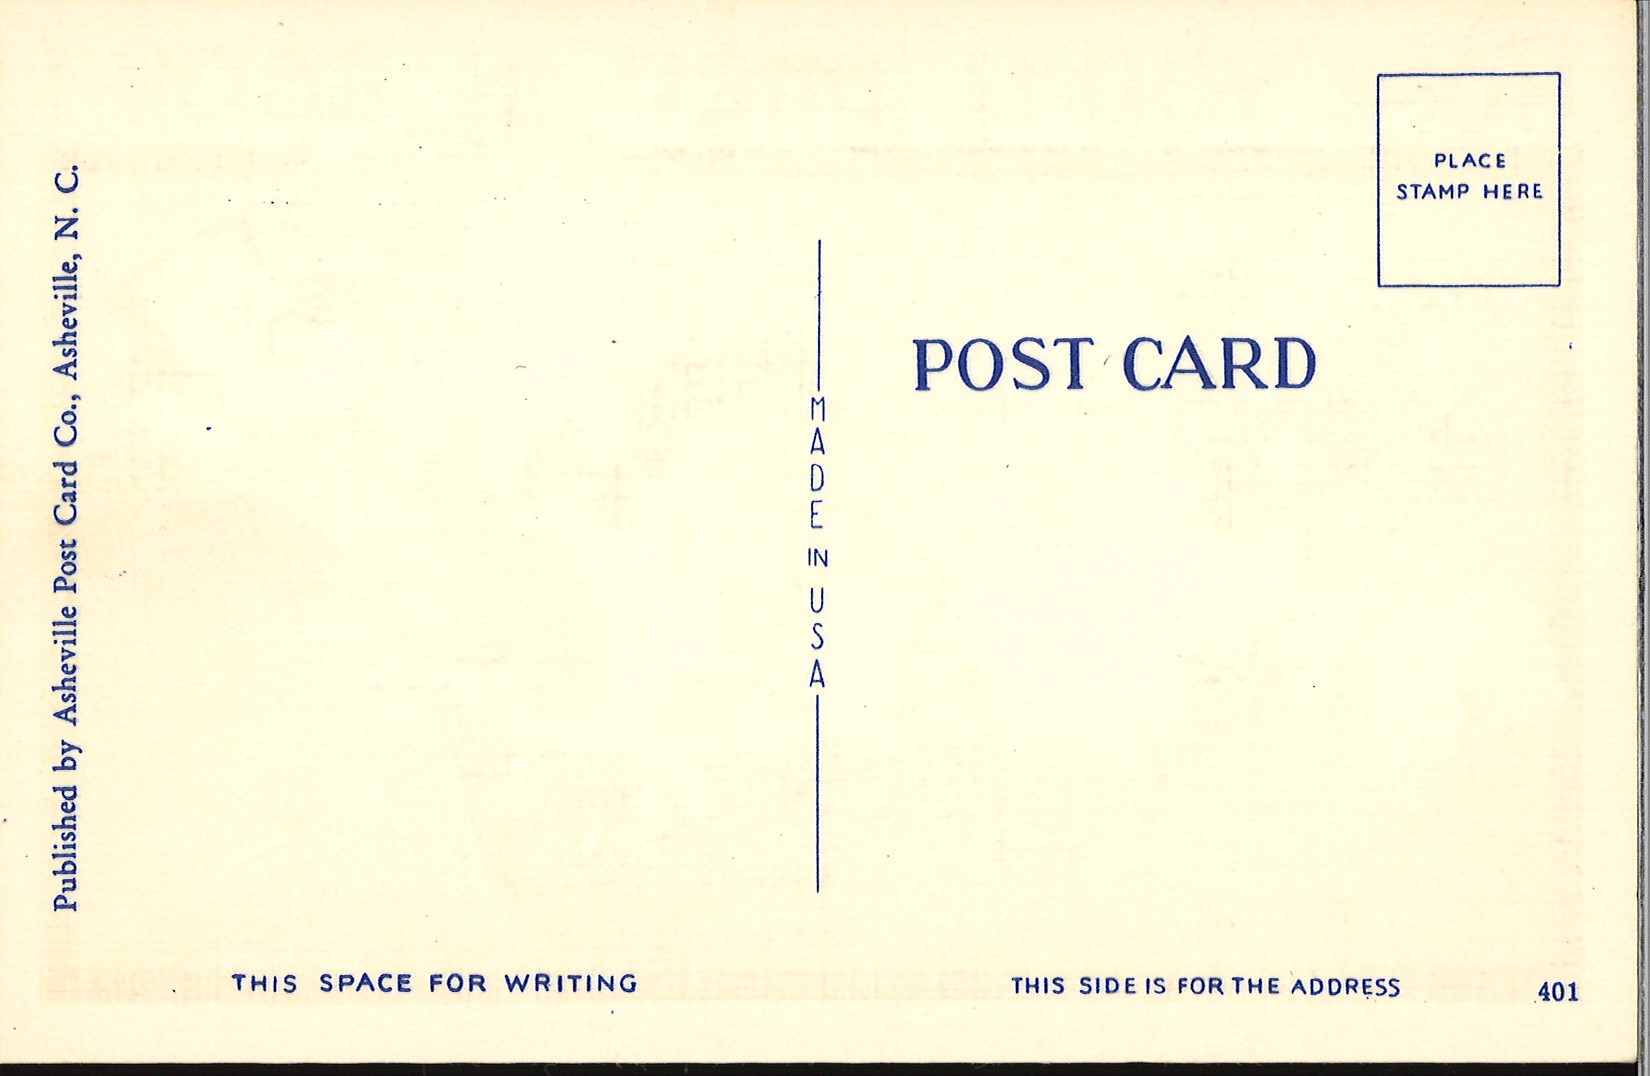 Published by Asheville Post Card Co., Asheville, N. C.
PLACE
STAMP HERE
POST CARD
MADE
IN
USA
THIS SPACE FOR WRITING
THIS SIDE IS FOR THE ADDRESS
401